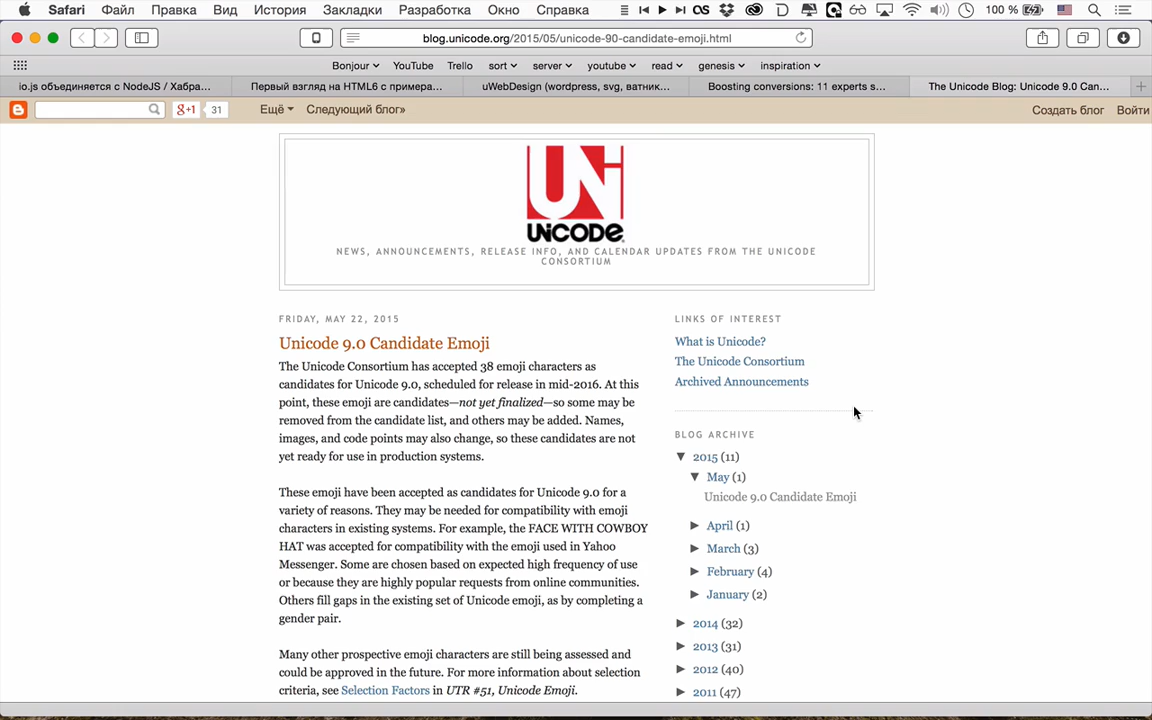 Safari Файл Правка Вид История Закладки Разработка Окно Справка 100 %
blog.unicode.org/2015/05/unicode-90-candidate-emoji.html
Bonjour YouTube Trello sort server youtube read genesis inspiration
io.js объединяется с NodeJS / Хабра... Первый взгляд на HTML6 с примера... uWebDesign (wordpress, svg, ватник... Boosting conversions: 11 experts s... The Unicode Blog: Unicode 9.0 Can...
g+1 31 Ещё Следующий блог» Создать блог Войти
UN
UNICODE
NEWS, ANNOUNCEMENTS, RELEASE INFO, AND CALENDAR UPDATES FROM THE UNICODE
CONSORTIUM
FRIDAY, MAY 22, 2015
Unicode 9.0 Candidate Emoji
The Unicode Consortium has accepted 38 emoji characters as
candidates for Unicode 9.0, scheduled for release in mid-2016. At this
point, these emoji are candidates—not yet finalized—so some may be
removed from the candidate list, and others may be added. Names,
images, and code points may also change, so these candidates are not
yet ready for use in production systems.
These emoji have been accepted as candidates for Unicode 9.0 for a
variety of reasons. They may be needed for compatibility with emoji
characters in existing systems. For example, the FACE WITH COWBOY
HAT was accepted for compatibility with the emoji used in Yahoo
Messenger. Some are chosen based on expected high frequency of use
or because they are highly popular requests from online communities.
Others fill gaps in the existing set of Unicode emoji, as by completing a
gender pair.
Many other prospective emoji characters are still being assessed and
could be approved in the future. For more information about selection
criteria, see Selection Factors in UTR #51, Unicode Emoji.
LINKS OF INTEREST
What is Unicode?
The Unicode Consortium
Archived Announcements
BLOG ARCHIVE
▼ 2015 (11)
▼ May (1)
Unicode 9.0 Candidate Emoji
► April (1)
► March (3)
► February (4)
► January (2)
► 2014 (32)
► 2013 (31)
► 2012 (40)
► 2011 (47)